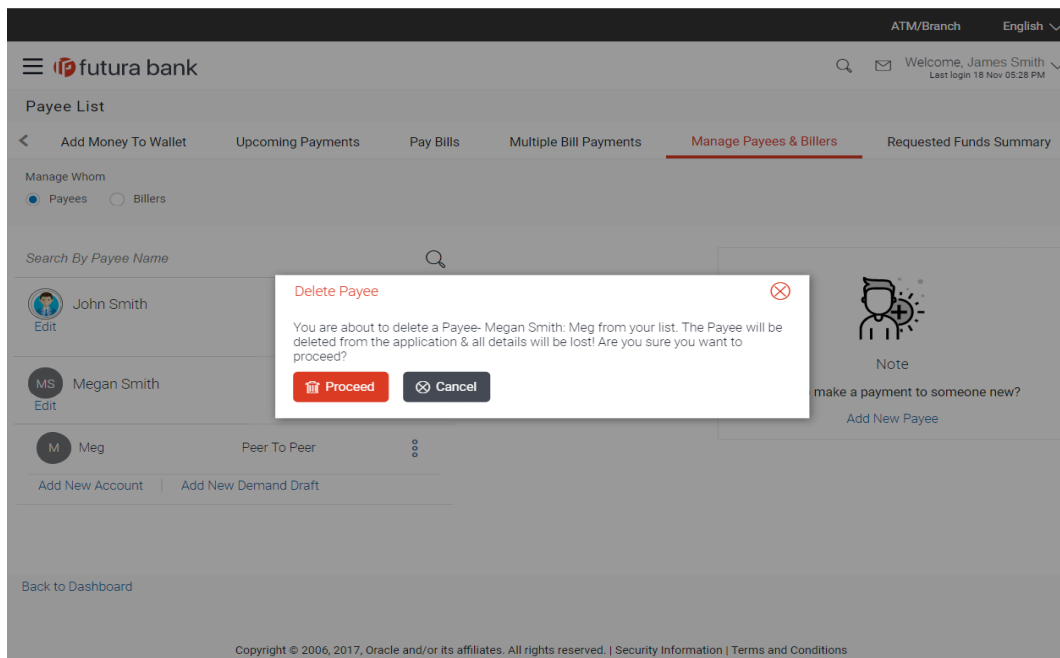 ATM/Branch English
futura bank
Welcome, James Smith
Last login 18 Nov 05:28 PM
Payee List
Add Money To Wallet Upcoming Payments Pay Bills Multiple Bill Payments Manage Payees & Billers Requested Funds Summary
Manage Whom
Payees Billers
Search By Payee Name
John Smith
Edit
MS Megan Smith
Edit
M Meg Peer To Peer
Add New Account Add New Demand Draft
Delete Payee
You are about to delete a Payee- Megan Smith: Meg from your list. The Payee will be
deleted from the application & all details will be lost! Are you sure you want to
proceed?
Proceed Cancel
Note
make a payment to someone new?
Add New Payee
Back to Dashboard
Copyright © 2006, 2017, Oracle and/or its affiliates. All rights reserved. | Security Information | Terms and Conditions